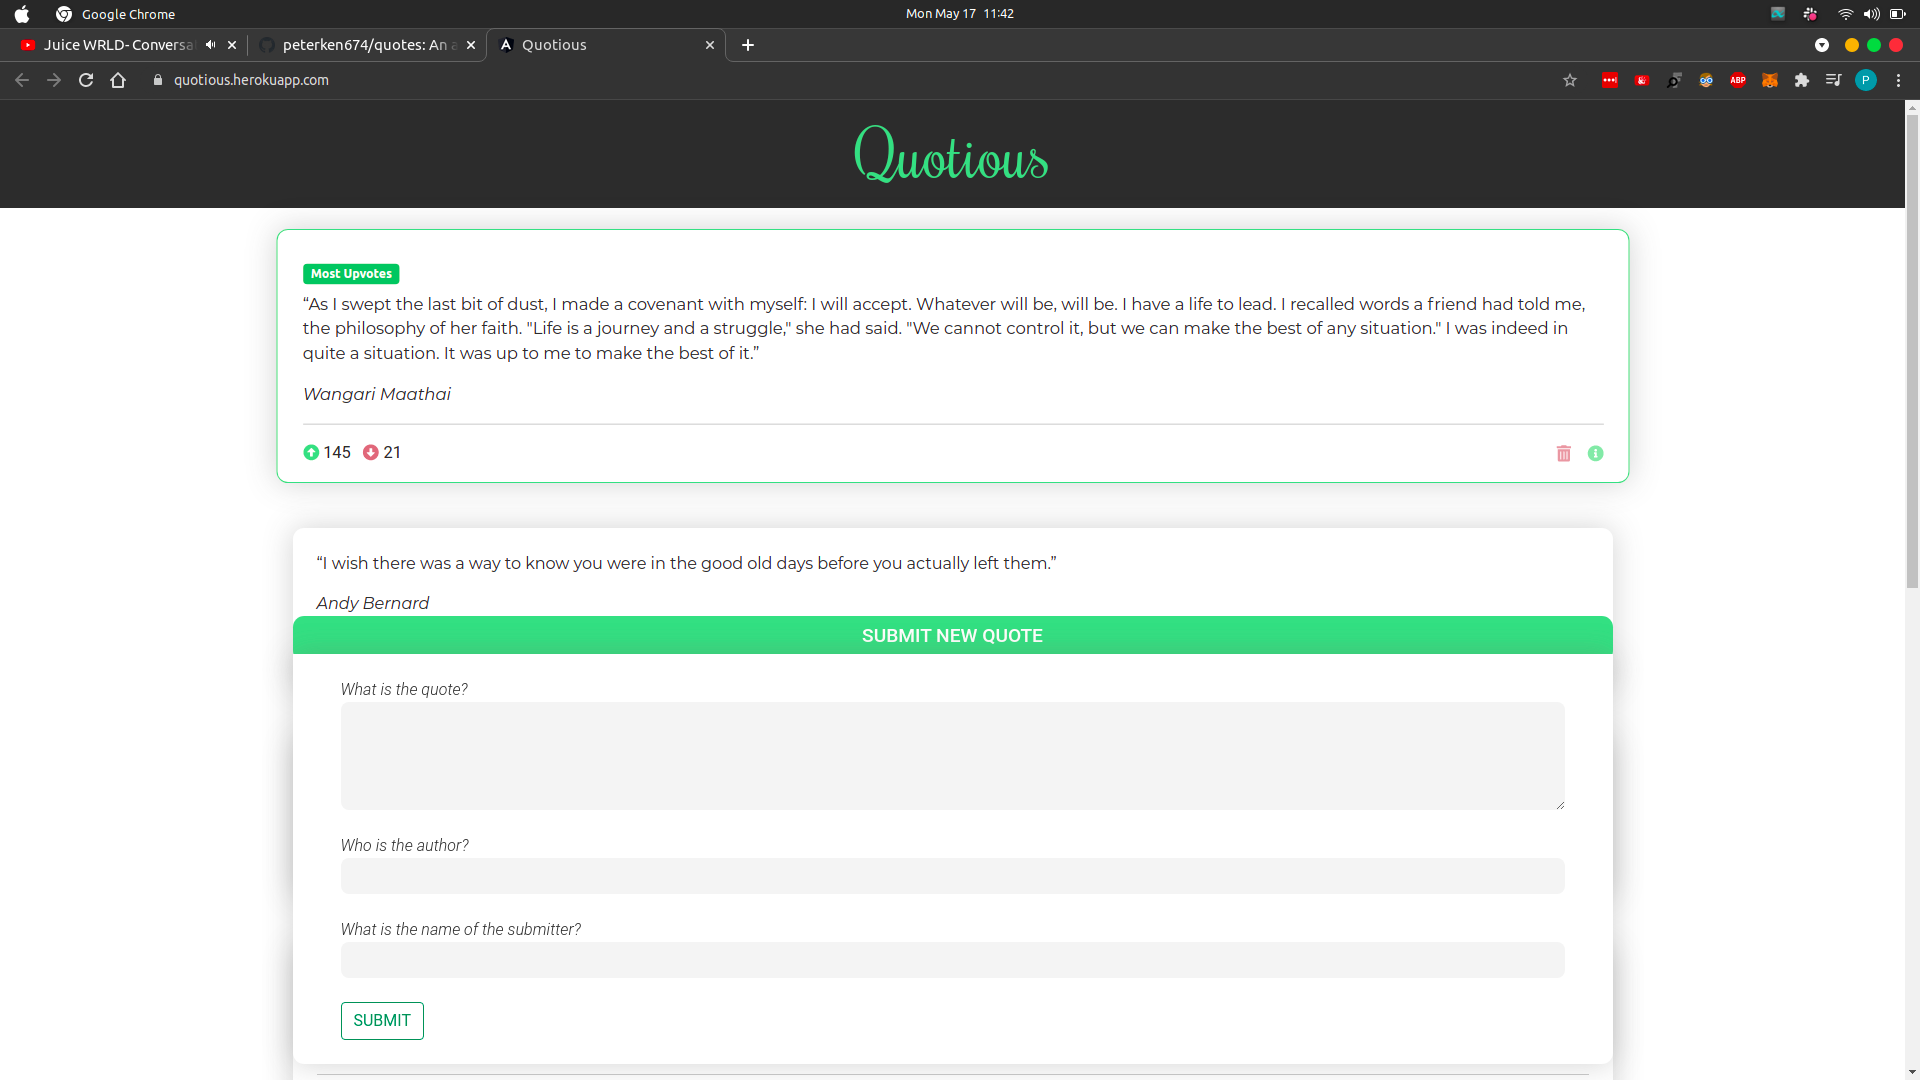 Google Chrome
Mon May 17 11:42
Juice WRLD- Conversa
peterken674/quotes: An a
Quotious
quotious.herokuapp.com
ABP
P
Quotious
Most Upvotes
“As I swept the last bit of dust, I made a covenant with myself: I will accept. Whatever will be, will be. I have a life to lead. I recalled words a friend had told me,
the philosophy of her faith. "Life is a journey and a struggle," she had said. "We cannot control it, but we can make the best of any situation." I was indeed in
quite a situation. It was up to me to make the best of it.”
Wangari Maathai
145 21
“I wish there was a way to know you were in the good old days before you actually left them.”
Andy Bernard
SUBMIT NEW QUOTE
What is the quote?
Who is the author?
What is the name of the submitter?
SUBMIT